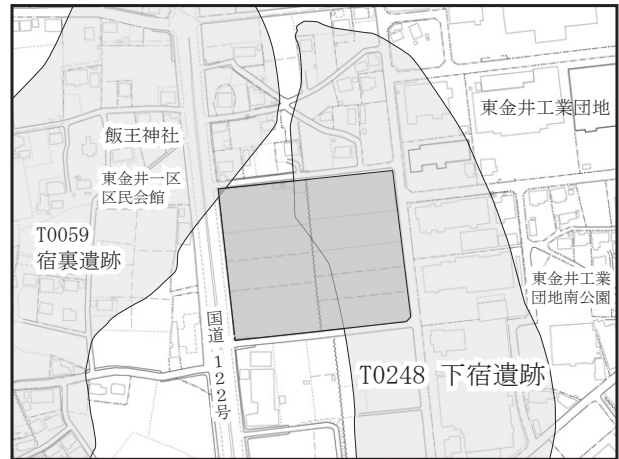 東金井工業団地
飯玉神社
東金井一区
区民会館
T0059
宿裏遺跡
東金井工業
団地南公園
国道122号
T0248 下宿遺跡